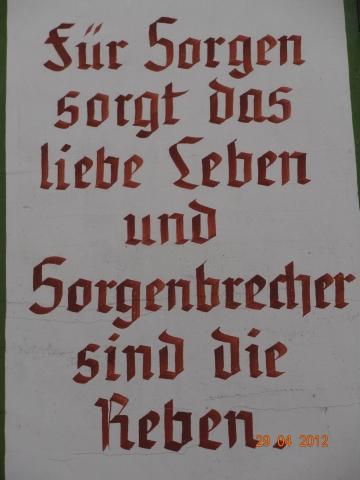 Für Sorgen
sorgt das
liebe Leben
und
Sorgenbrecher
sind die
Reben.
29 04 2012